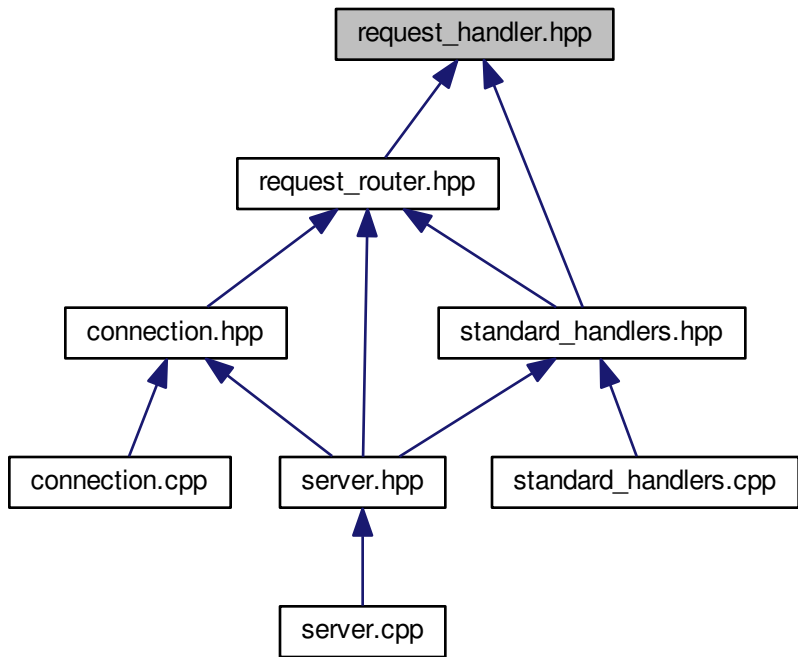 request_handler.hpp
request_router.hpp
connection.hpp
standard_handlers.hpp
connection.cpp
server.hpp
standard_handlers.cpp
server.cpp